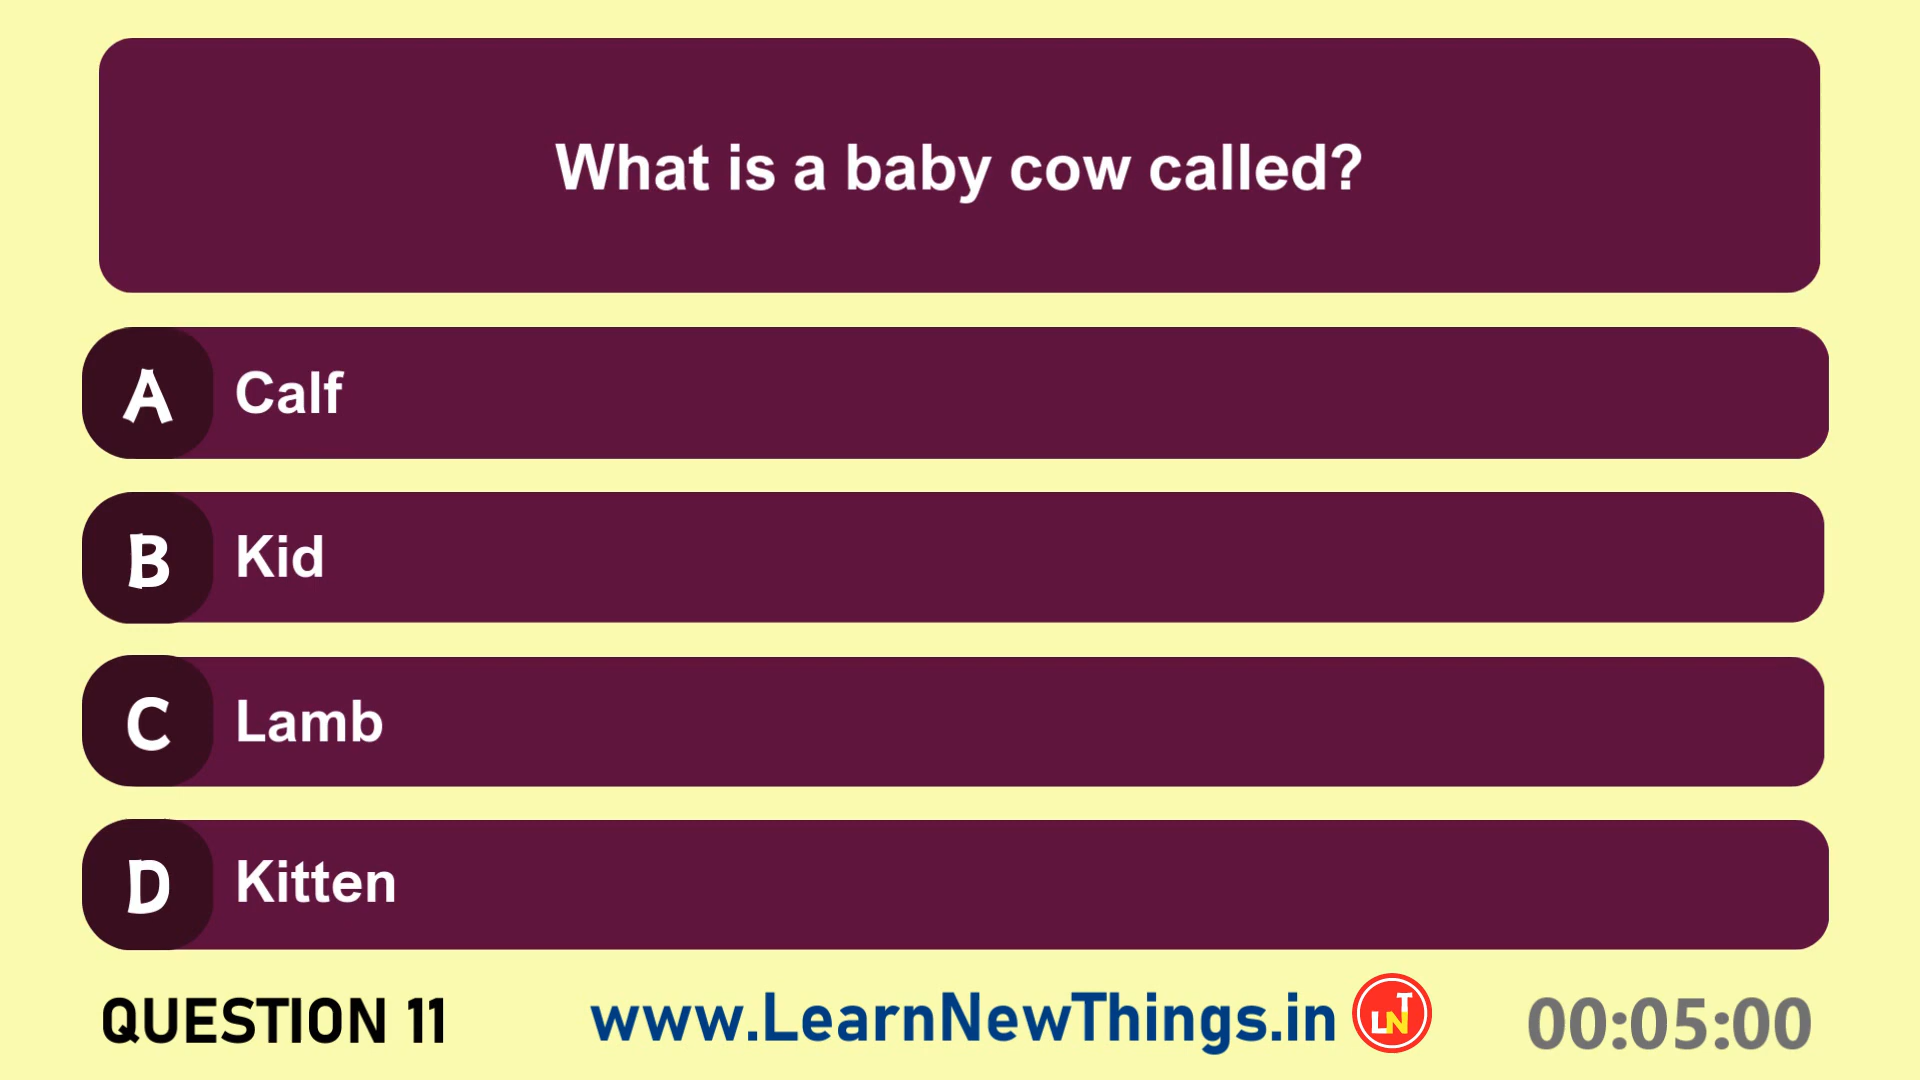 What is a baby cow called?
A Calf
B Kid
C Lamb
D Kitten
QUESTION 11 www.LearnNewThings.in LNT 00:05:00